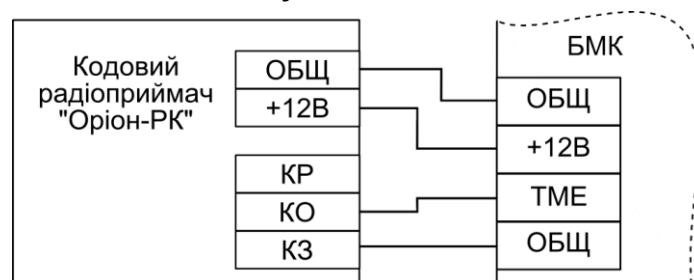 Кодовий
радіоприймач
"Оріон-РК"
ОБЩ
+12В
КР
КО
КЗ
БМК
ОБЩ
+12В
ТМЕ
ОБЩ